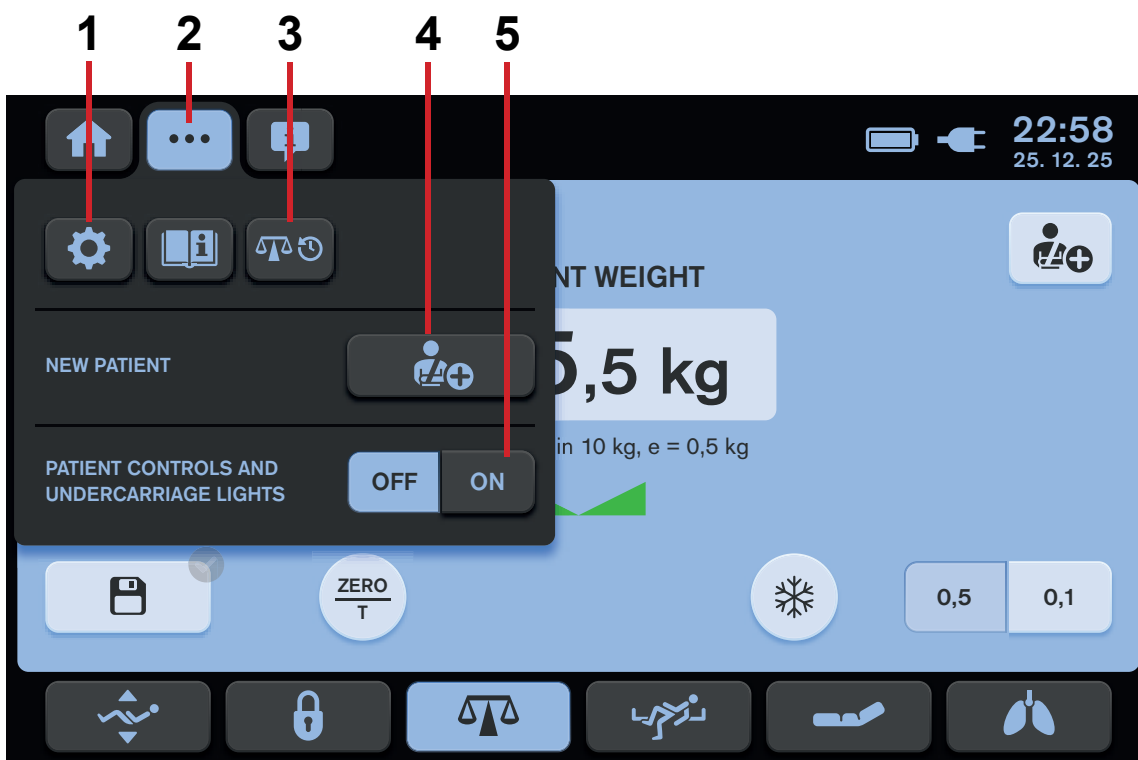 1 2 3 4 5
22:58
25. 12. 25
NT WEIGHT
,5 kg
NEW PATIENT
in 10 kg, e = 0,5 kg
PATIENT CONTROLS AND
UNDERCARRIAGE LIGHTS
OFF ON
ZERO
T
0,5 0,1